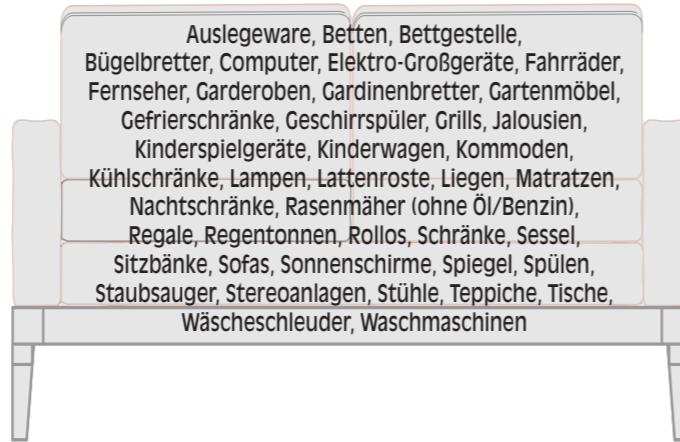 Auslegeware, Betten, Bettgestelle,
Bügelbretter, Computer, Elektro-Großgeräte, Fahrräder,
Fernseher, Garderoben, Gardinenbretter, Gartenmöbel,
Gefrierschränke, Geschirrspüler, Grills, Jalousien,
Kinderspielgeräte, Kinderwagen, Kommoden,
Kühlschränke, Lampen, Lattenroste, Liegen, Matratzen,
Nachtschränke, Rasenmäher (ohne Öl/Benzin),
Regale, Regentonnen, Rollos, Schränke, Sessel,
Sitzbänke, Sofas, Sonnenschirme, Spiegel, Spülen,
Staubsauger, Stereoanlagen, Stühle, Teppiche, Tische,
Wäscheschleuder, Waschmaschinen